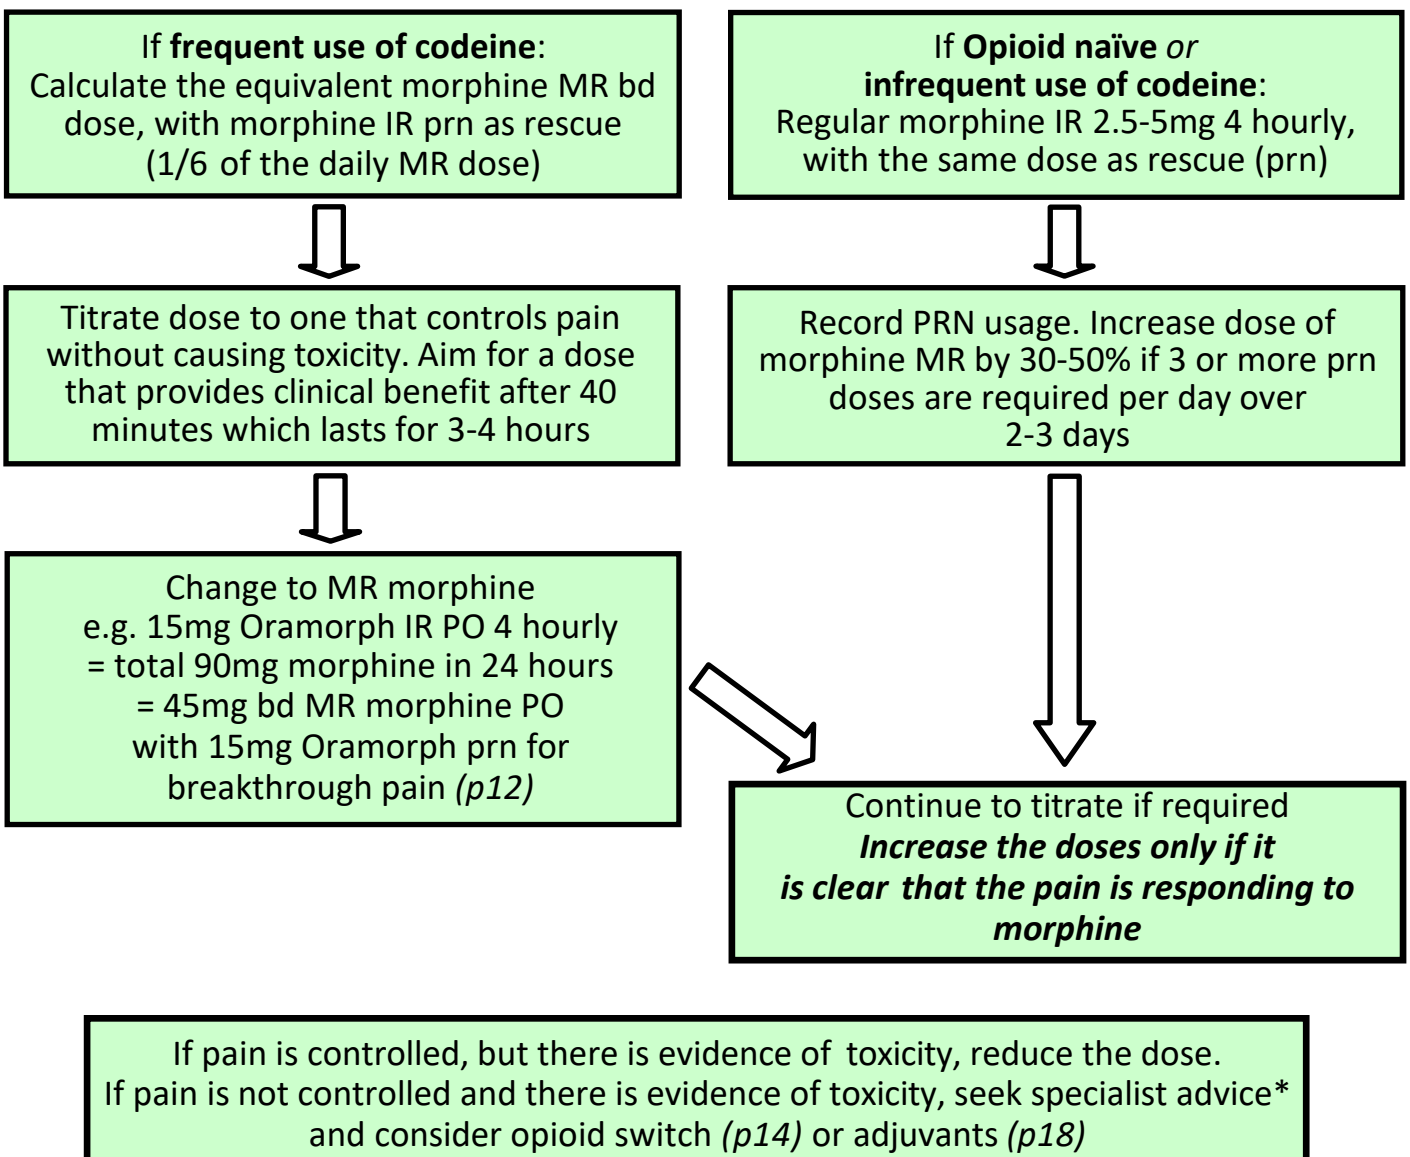 If frequent use of codeine:
Calculate the equivalent morphine MR bd
dose, with morphine IR prn as rescue
(1/6 of the daily MR dose)
If Opioid naïve or
infrequent use of codeine:
Regular morphine IR 2.5-5mg 4 hourly,
with the same dose as rescue (prn)
Titrate dose to one that controls pain
without causing toxicity. Aim for a dose
that provides clinical benefit after 40
minutes which lasts for 3-4 hours
Record PRN usage. Increase dose of
morphine MR by 30-50% if 3 or more prn
doses are required per day over
2-3 days
Change to MR morphine
e.g. 15mg Oramorph IR PO 4 hourly
= total 90mg morphine in 24 hours
= 45mg bd MR morphine PO
with 15mg Oramorph prn for
breakthrough pain (p12)
Continue to titrate if required
Increase the doses only if it
is clear that the pain is responding to
morphine
If pain is controlled, but there is evidence of toxicity, reduce the dose.
If pain is not controlled and there is evidence of toxicity, seek specialist advice*
and consider opioid switch (p14) or adjuvants (p18)